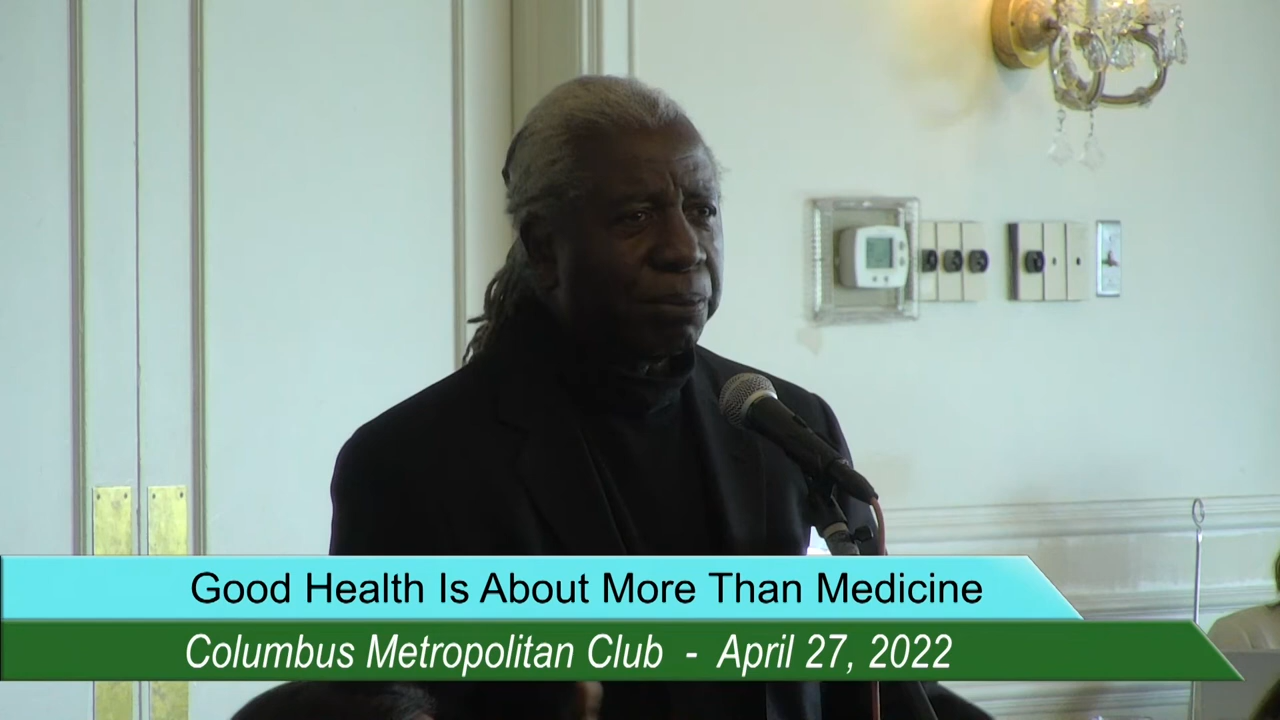 Good Health Is About More Than Medicine
Columbus Metropolitan Club - April 27, 2022